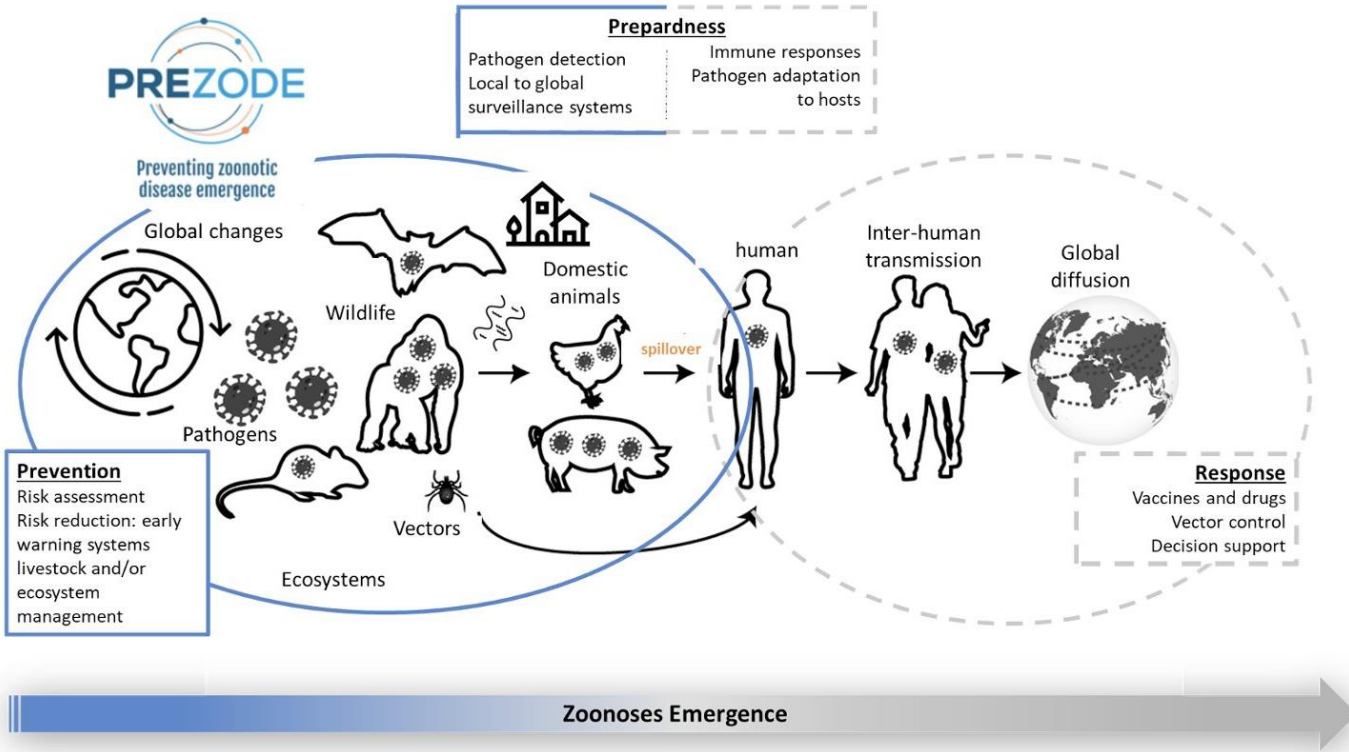 Prepardness
Pathogen detection
Local to global
surveillance systems
Immune responses
Pathogen adaptation
to hosts
PREZODE
Preventing zoonotic
disease emergence
Global changes
Wildlife
Domestic
animals
spillover
human
Inter-human
transmission
Global
diffusion
Pathogens
Vectors
Ecosystems
Prevention
Risk assessment
Risk reduction: early
warning systems
livestock and/or
ecosystem
management
Response
Vaccines and drugs
Vector control
Decision support
Zoonoses Emergence